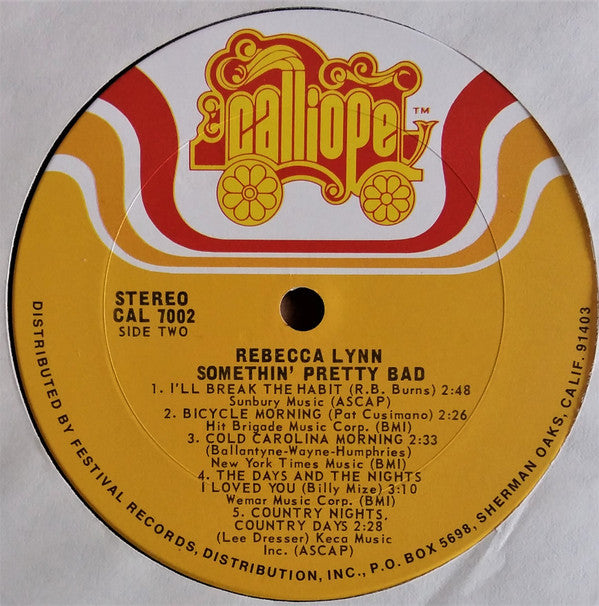 calliope
TM
STEREO
CAL 7002
SIDE TWO
REBECCA LYNN
SOMETHIN' PRETTY BAD
1. I'LL BREAK THE HABIT (R.B. Burns) 2:48
Sunbury Music (ASCAP)
2. BICYCLE MORNING (Pat Cusimano) 2:26
Hit Brigade Music Corp. (BMI)
3. COLD CAROLINA MORNING 2:33
(Ballantyne-Wayne-Humphries)
New York Times Music (BMI)
4. THE DAYS AND THE NIGHTS
I LOVED YOU (Billy Mize) 3:10
Wemar Music Corp. (BMI)
5. COUNTRY NIGHTS,
COUNTRY DAYS 2:28
(Lee Dresser) Keca Music
Inc. (ASCAP)
DISTRIBUTED BY FESTIVAL RECORDS, DISTRIBUTION, INC., P.O. BOX 5698, SHERMAN OAKS, CALIF. 91403